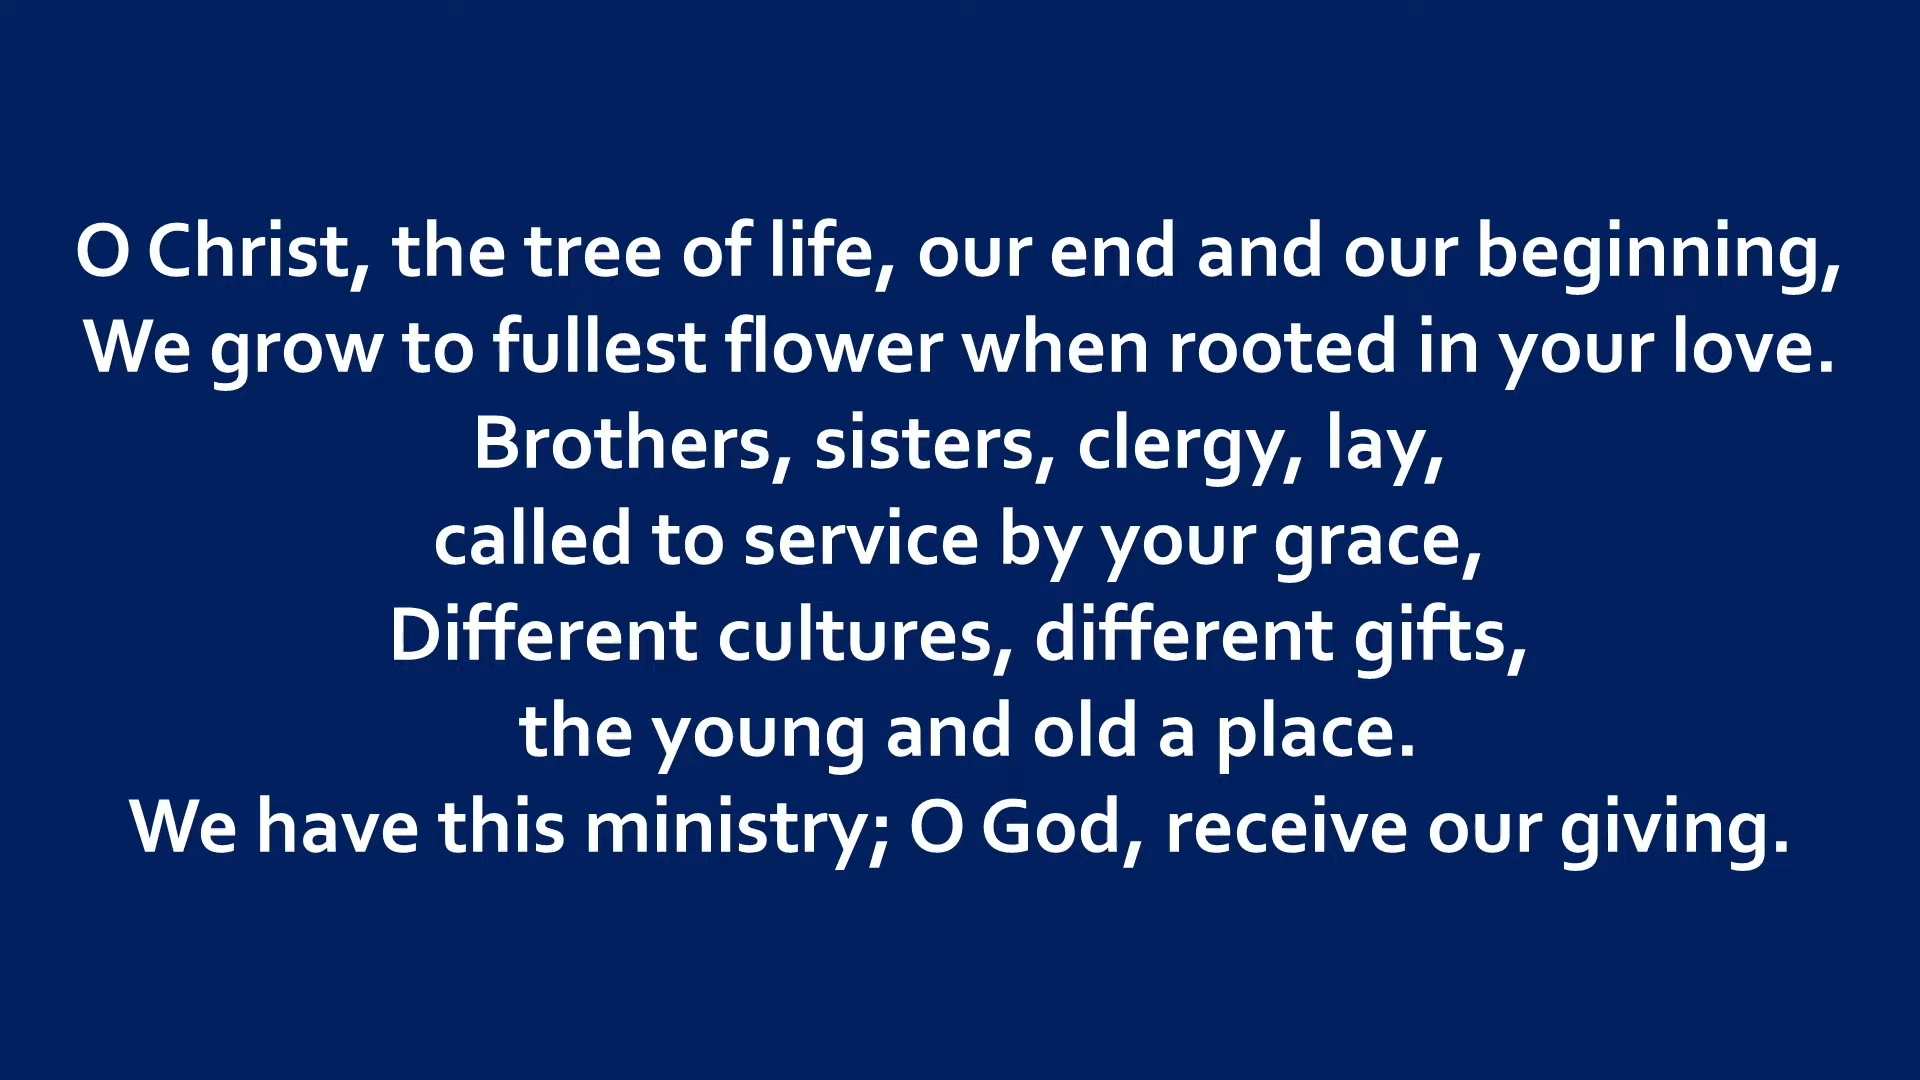 O Christ, the tree of life, our end and our beginning,
We grow to fullest flower when rooted in your love.
Brothers, sisters, clergy, lay,
called to service by your grace,
Different cultures, different gifts,
the young and old a place.
We have this ministry; O God, receive our giving.